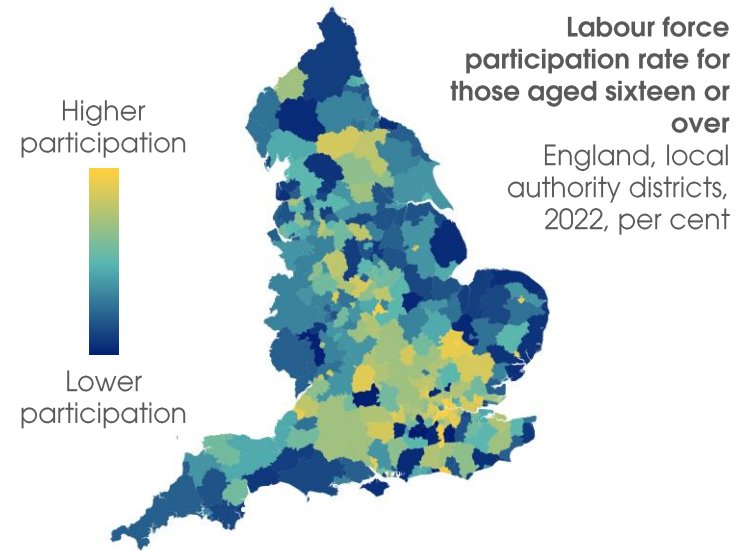 Labour force
participation rate for
those aged sixteen or
over
England, local
authority districts,
2022, per cent
Higher
participation
Lower
participation